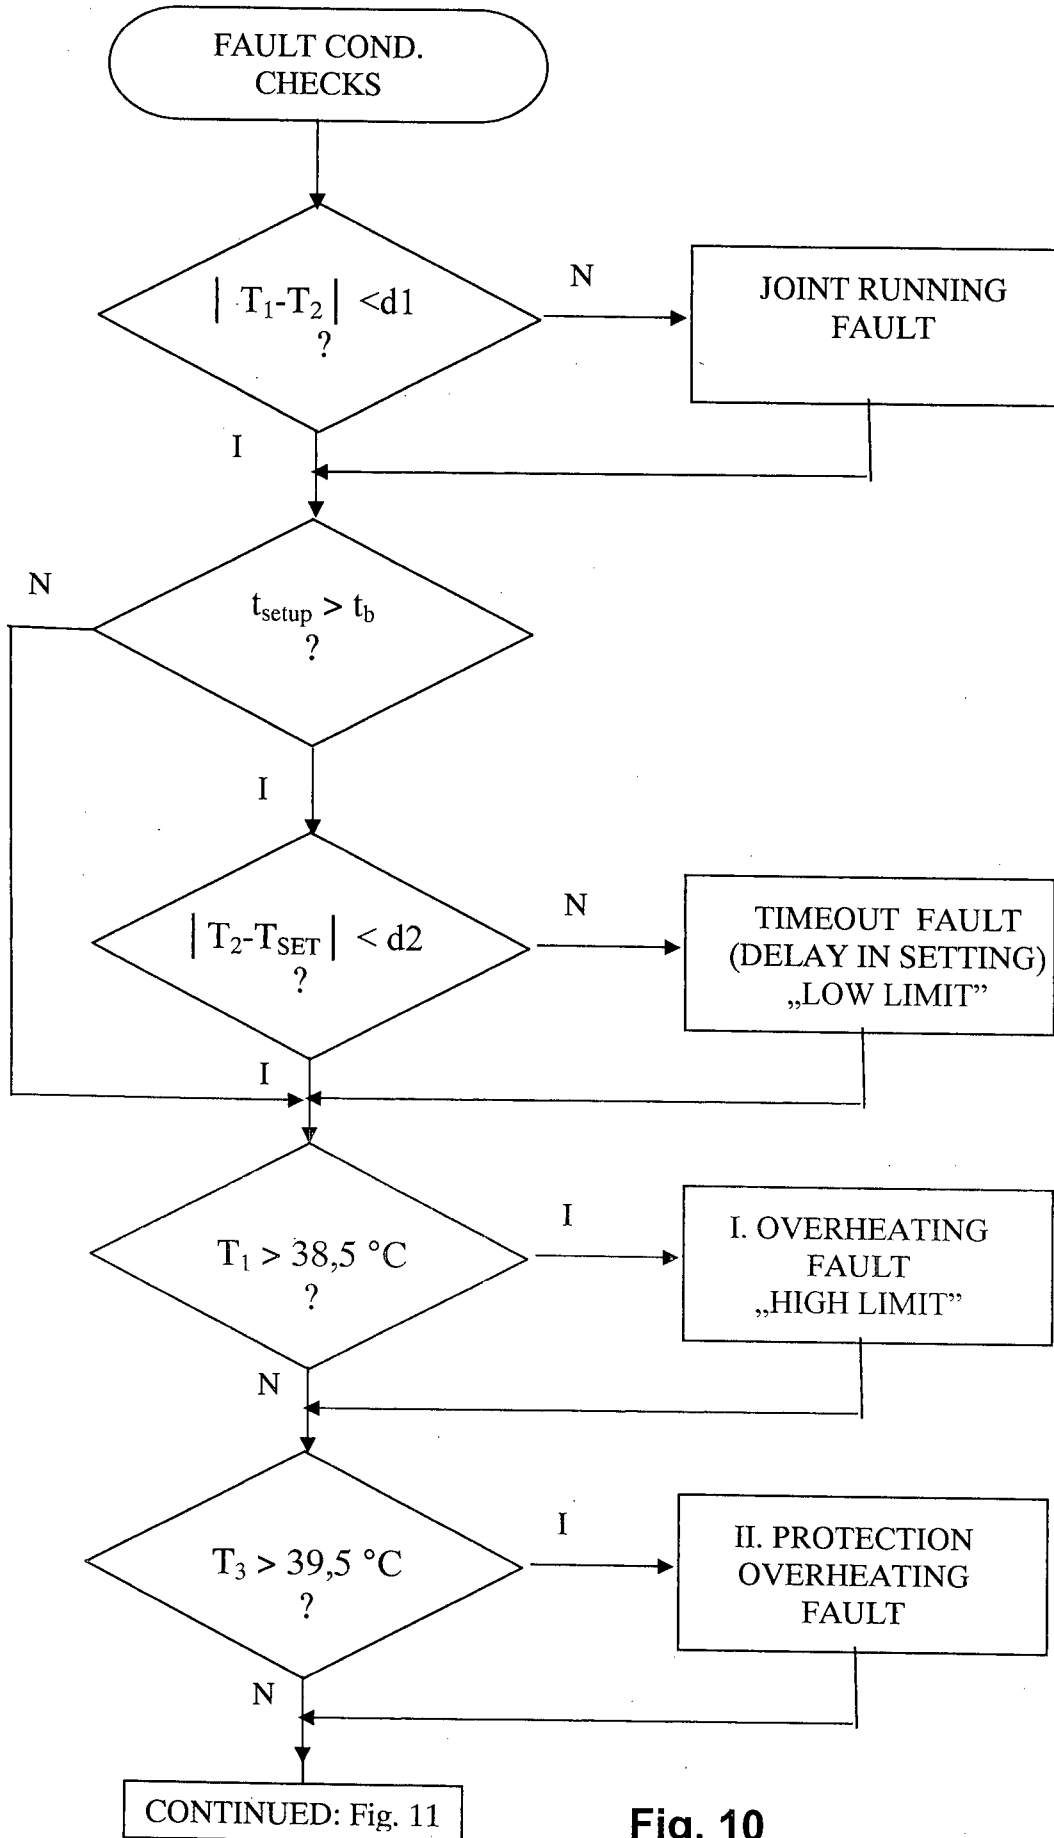 FAULT COND.
CHECKS
| T₁-T₂ | <d1
?
N
JOINT RUNNING
FAULT
I
N
tsetup > tb
?
I
| T₂-TSET | < d2
?
N
TIMEOUT FAULT
(DELAY IN SETTING)
„LOW LIMIT”
I
T₁ > 38,5 °C
?
I
I. OVERHEATING
FAULT
„HIGH LIMIT”
N
T₃ > 39,5 °C
?
I
II. PROTECTION
OVERHEATING
FAULT
N
CONTINUED: Fig. 11
Fig. 10